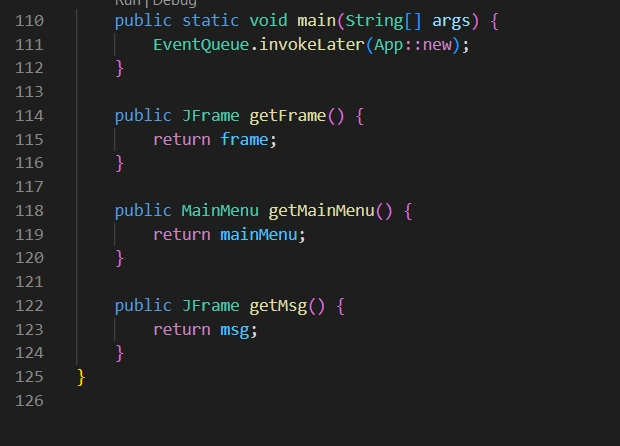 Run | Debug
110 public static void main(String[] args) {
111 EventQueue.invokeLater(App::new);
112 }
113
114 public JFrame getFrame() {
115 return frame;
116 }
117
118 public MainMenu getMainMenu() {
119 return mainMenu;
120 }
121
122 public JFrame getMsg() {
123 return msg;
124 }
125 }
126